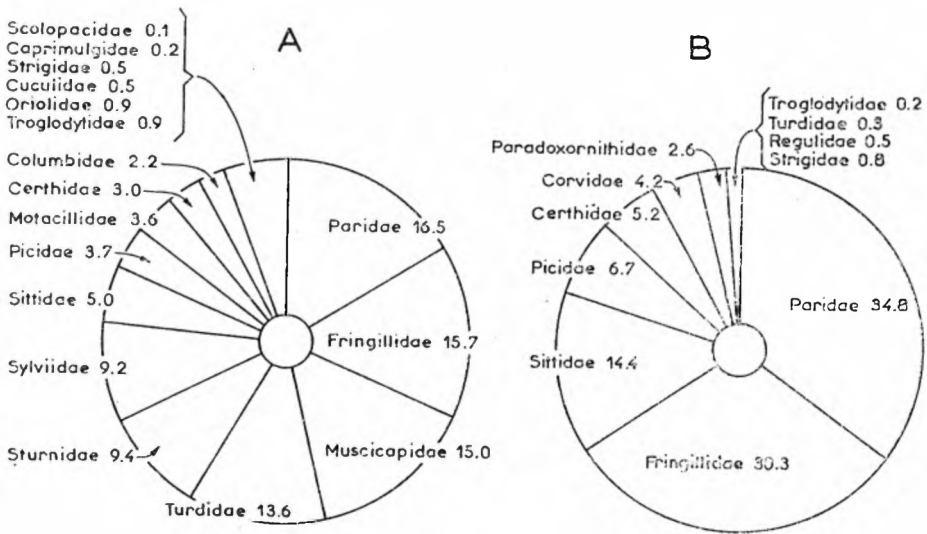 A
Scolopacidae 0.1
Caprimulgidae 0.2
Strigidae 0.5
Cuculidae 0.5
Oriolidae 0.9
Troglodytidae 0.9
Columbidae 2.2
Certhidae 3.0
Motacillidae 3.6
Picidae 3.7
Sittidae 5.0
Sylviidae 9.2
Sturnidae 9.4
Turdidae 13.6
Paridae 16.5
Fringillidae 15.7
Muscicapidae 15.0
B
Troglodytidae 0.2
Turdidae 0.3
Regulidae 0.5
Strigidae 0.8
Paradoxornithidae 2.6
Corvidae 4.2
Certhidae 5.2
Picidae 6.7
Sittidae 14.4
Paridae 34.8
Fringillidae 30.3